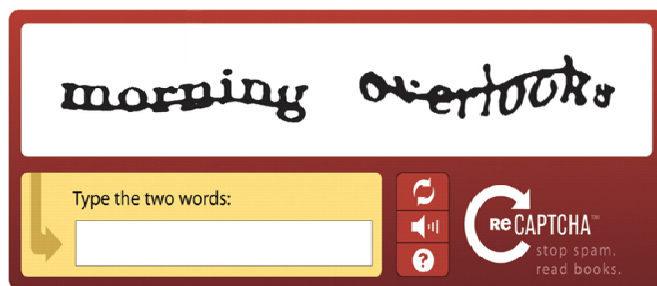 morning overlooks
Type the two words:
ReCAPTCHA™
stop spam.
read books.
?